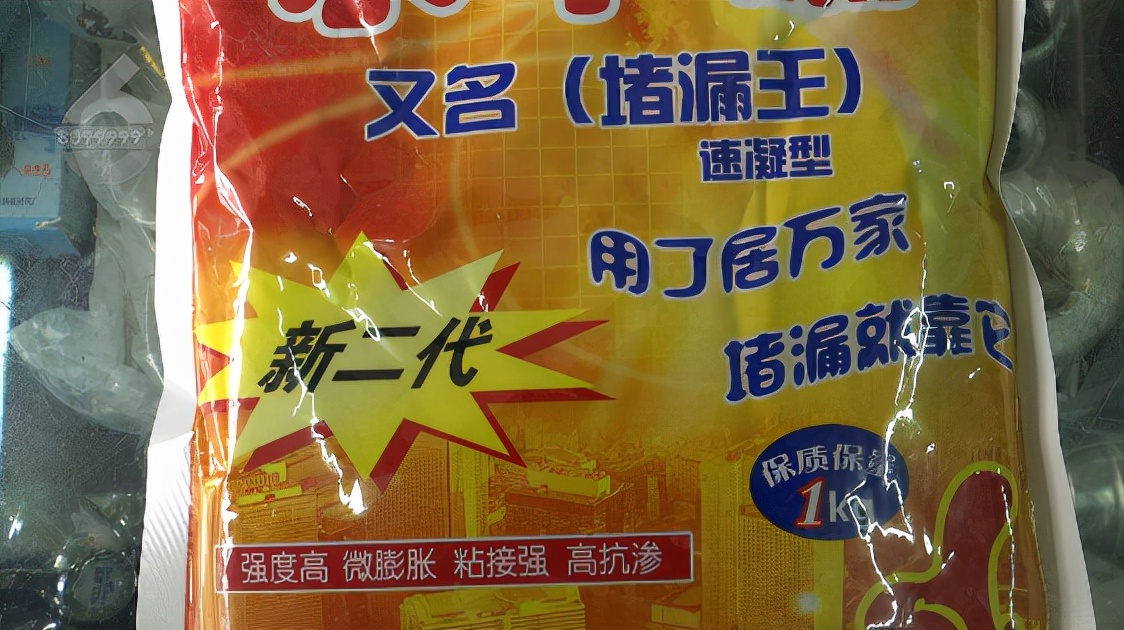 又名（堵漏王）
速凝型
用了居万家
堵漏就靠它
新二代
保质保
1kg
强度高 微膨胀 粘接强 高抗渗